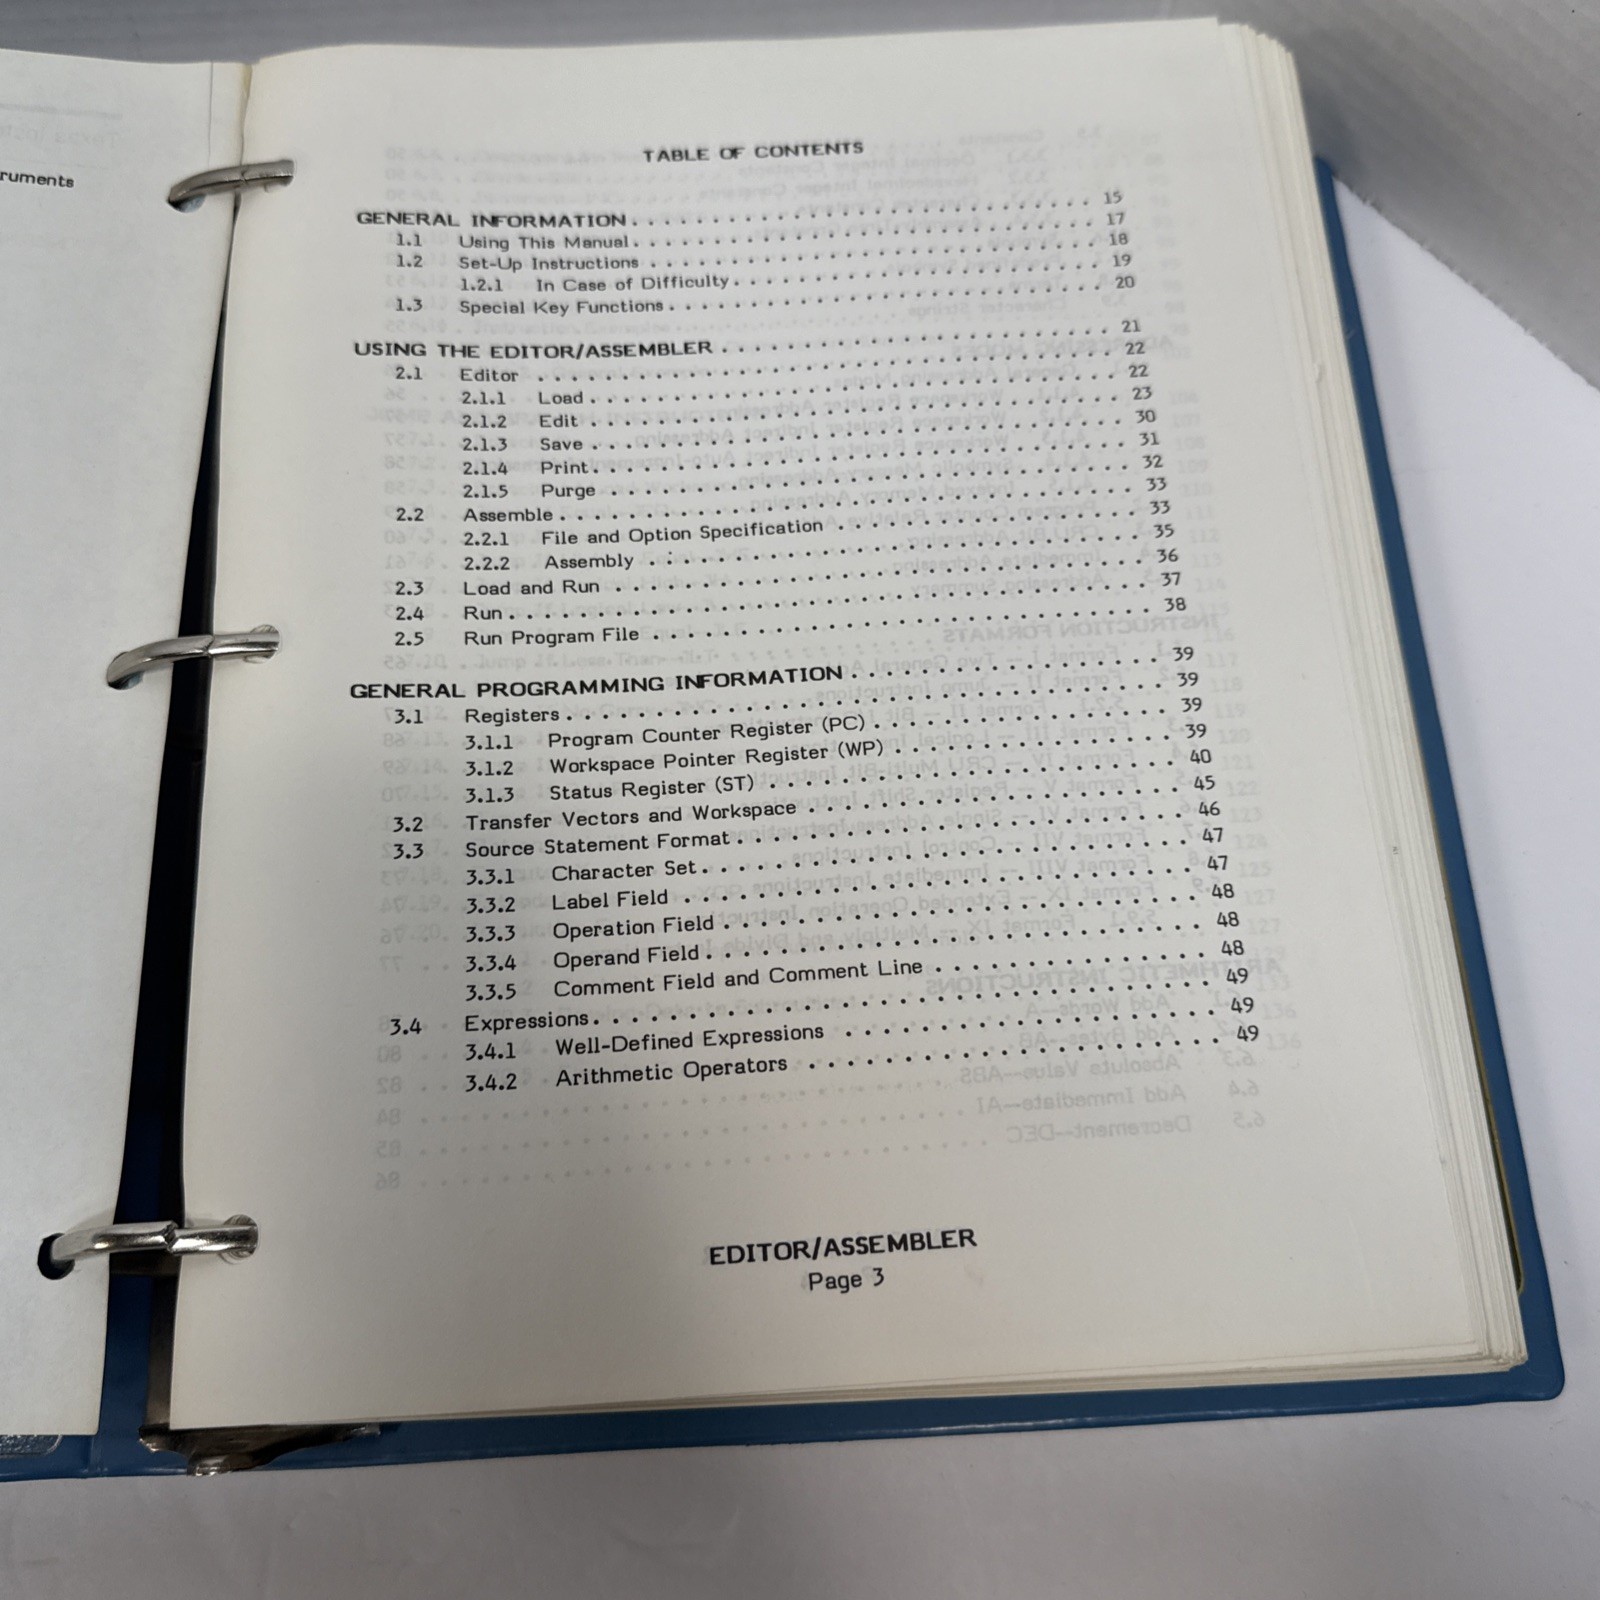 ruments
TABLE OF CONTENTS
GENERAL INFORMATION . . . . . 15
1.1 Using This Manual . . . . . 17
1.2 Set-Up Instructions . . . . . 18
1.2.1 In Case of Difficulty . . . . . 19
1.3 Special Key Functions . . . . . 20
USING THE EDITOR/ASSEMBLER . . . . . 21
2.1 Editor . . . . . 22
2.1.1 Load . . . . . 22
2.1.2 Edit . . . . . 23
2.1.3 Save . . . . . 30
2.1.4 Print . . . . . 31
2.1.5 Purge . . . . . 32
2.2 Assemble . . . . . 33
2.2.1 File and Option Specification . . . . . 33
2.2.2 Assembly . . . . . 35
2.3 Load and Run . . . . . 36
2.4 Run . . . . . 37
2.5 Run Program File . . . . . 38
GENERAL PROGRAMMING INFORMATION . . . . . 39
3.1 Registers . . . . . 39
3.1.1 Program Counter Register (PC) . . . . . 39
3.1.2 Workspace Pointer Register (WP) . . . . . 39
3.1.3 Status Register (ST) . . . . . 40
3.2 Transfer Vectors and Workspace . . . . . 45
3.3 Source Statement Format . . . . . 46
3.3.1 Character Set . . . . . 47
3.3.2 Label Field . . . . . 47
3.3.3 Operation Field . . . . . 48
3.3.4 Operand Field . . . . . 48
3.3.5 Comment Field and Comment Line . . . . . 48
3.4 Expressions . . . . . 49
3.4.1 Well-Defined Expressions . . . . . 49
3.4.2 Arithmetic Operators . . . . . 49
EDITOR/ASSEMBLER
Page 3